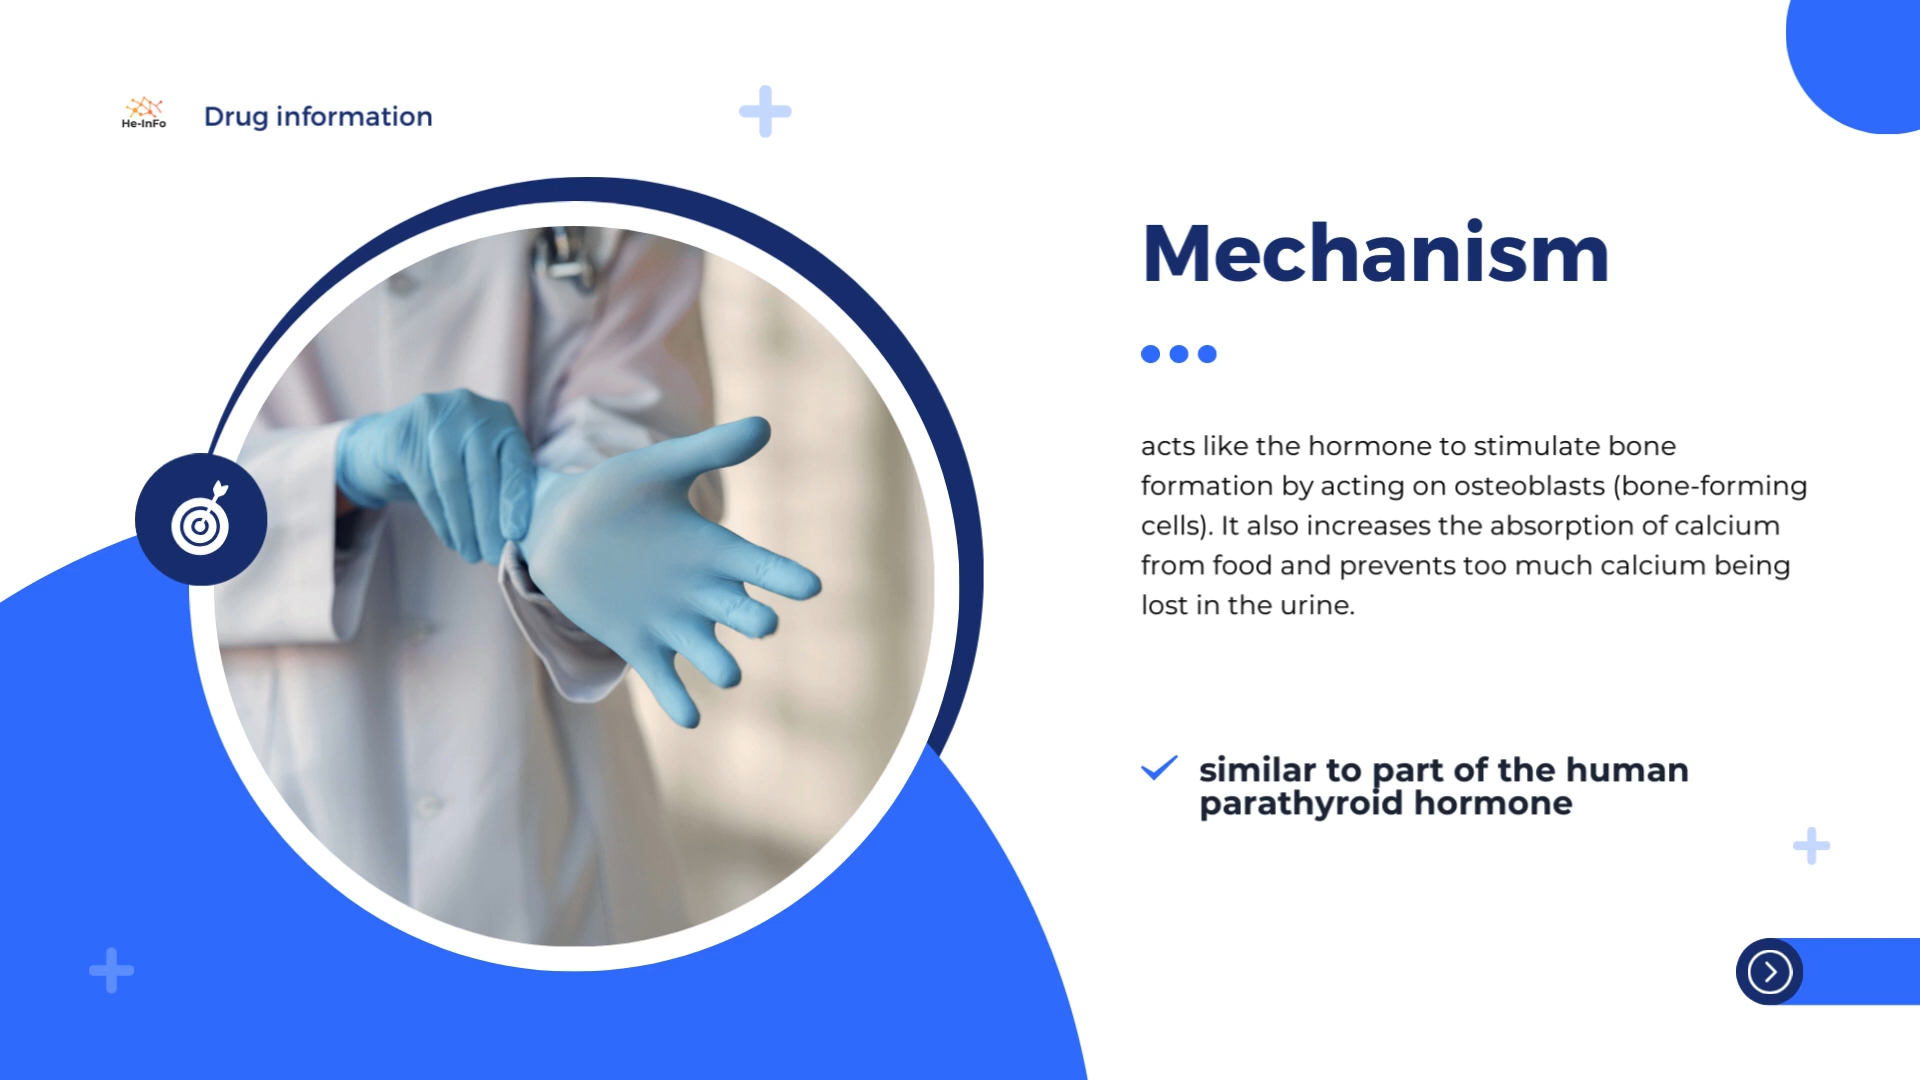 He-InFo
Drug information
Mechanism
acts like the hormone to stimulate bone
formation by acting on osteoblasts (bone-forming
cells). It also increases the absorption of calcium
from food and prevents too much calcium being
lost in the urine.
similar to part of the human
parathyroid hormone